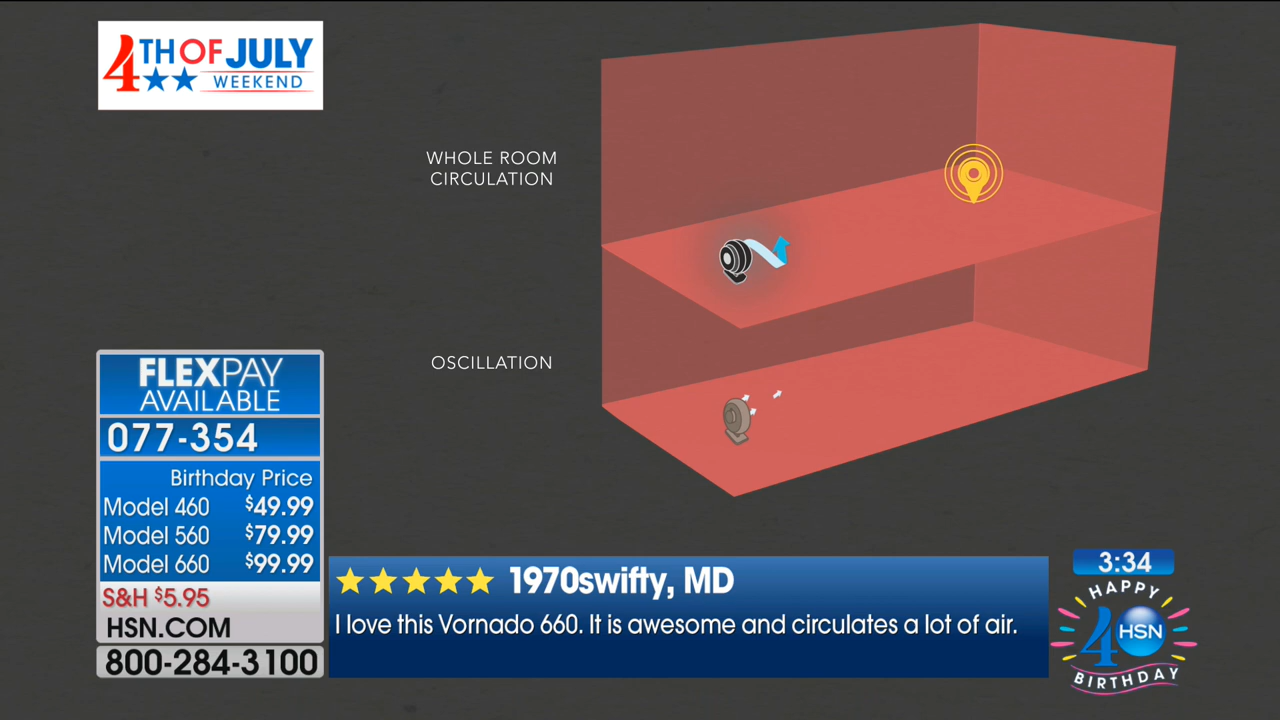 4TH OF JULY
WEEKEND
WHOLE ROOM
CIRCULATION
OSCILLATION
FLEXPAY
AVAILABLE
077-354
Birthday Price
Model 460 $49.99
Model 560 $79.99
Model 660 $99.99
S&H $5.95
HSN.COM
800-284-3100
1970swifty, MD
I love this Vornado 660. It is awesome and circulates a lot of air.
3:34
HAPPY
40 HSN
BIRTHDAY